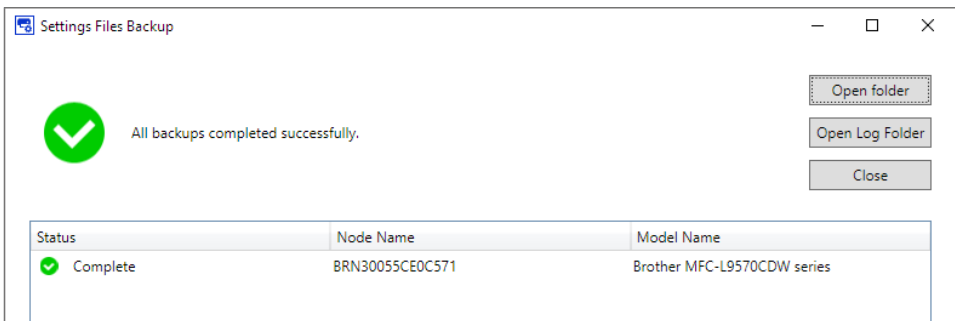 Settings Files Backup
Open folder
All backups completed successfully.
Open Log Folder
Close
Status Node Name Model Name
Complete BRN30055CE0C571 Brother MFC-L9570CDW series